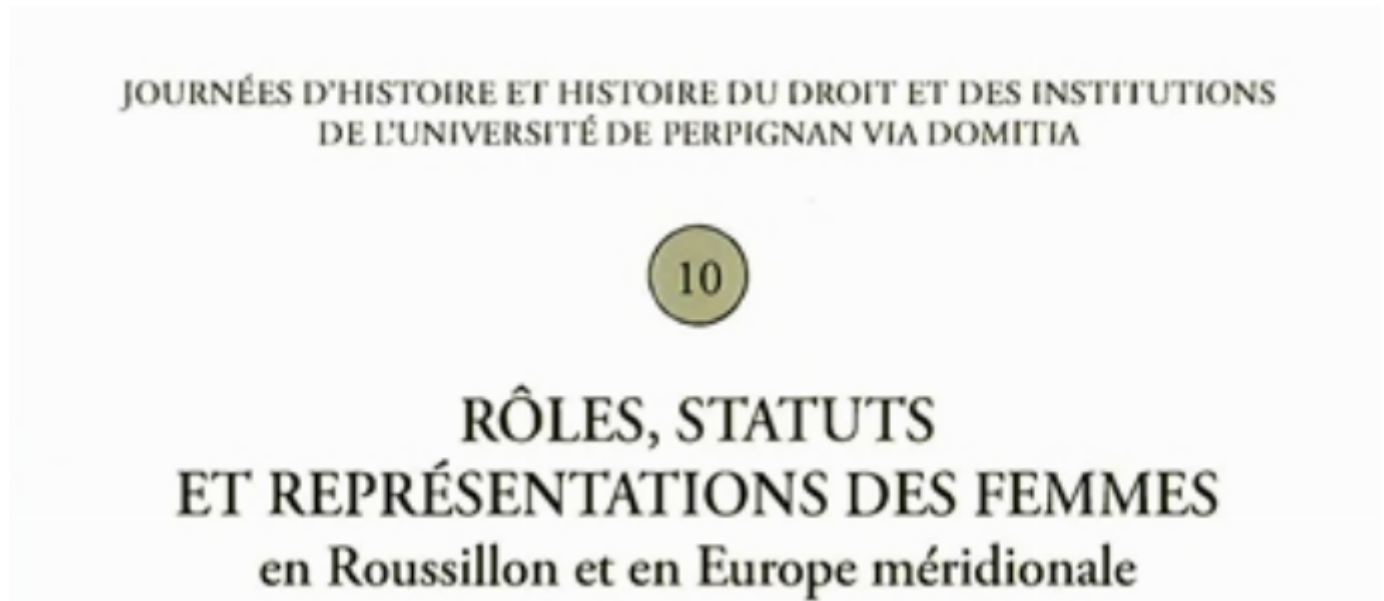 JOURNÉES D'HISTOIRE ET HISTOIRE DU DROIT ET DES INSTITUTIONS
DE L'UNIVERSITÉ DE PERPIGNAN VIA DOMITIA
10
RÔLES, STATUTS
ET REPRÉSENTATIONS DES FEMMES
en Roussillon et en Europe méridionale